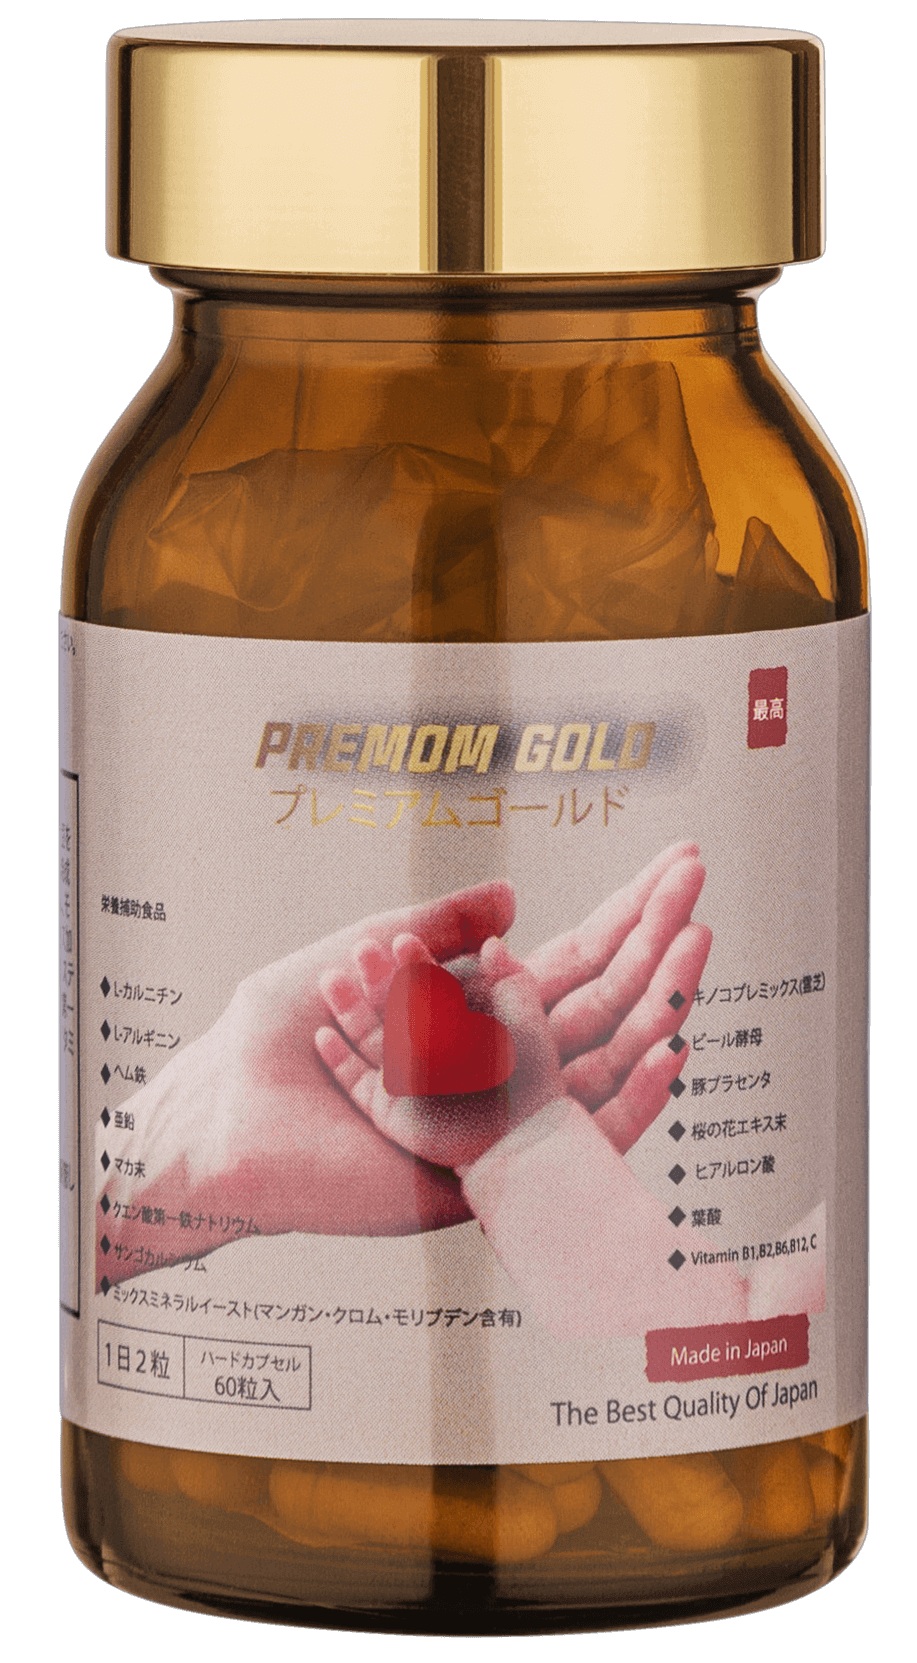 最高
PREMOM GOLD
プレミアムゴールド
栄養補助食品
L-カルニチン
L-アルギニン
ヘム鉄
亜鉛
マカ末
クエン酸第一鉄ナトリウム
サンゴカルシウム
ミックスミネラルイースト(マンガン・クロム・モリブデン含有)
キノコプレミックス(霊芝)
ビール酵母
豚プラセンタ
桜の花エキス末
ヒアルロン酸
葉酸
Vitamin B1,B2,B6,B12,C
1日2粒
ハードカプセル
60粒入
Made in Japan
The Best Quality Of Japan